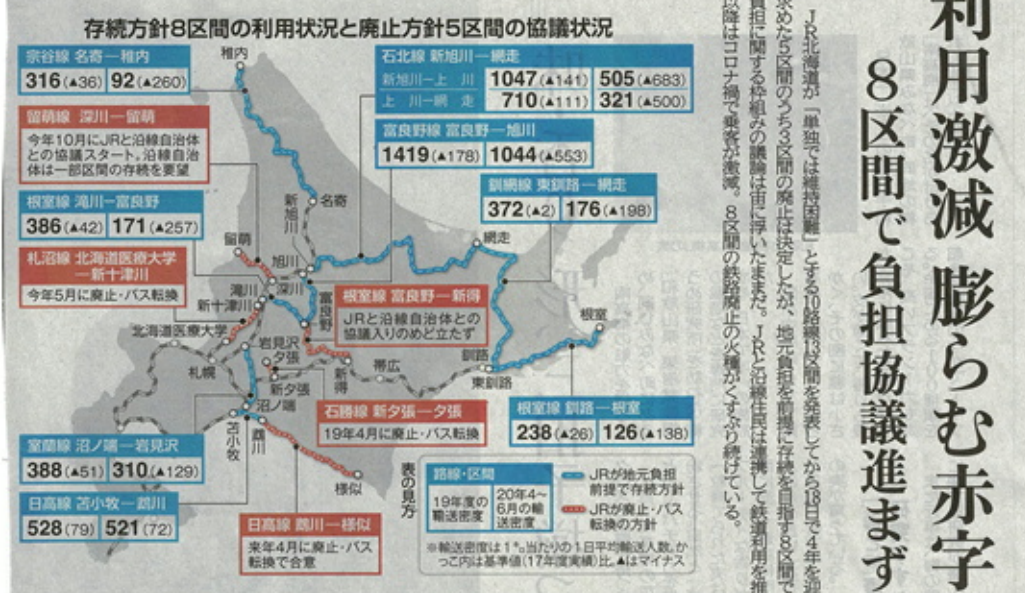 利用激減 膨らむ赤字
8区間で負担協議進まず
JR北海道が「単独では維持困難」とする10路線13区間を発表してから18日で4年を迎
求めた5区間のうち3区間の廃止は決定したが、地元負担を前提に存続を目指す8区間で
負担に関する枠組みの議論は宙に浮いたままだ。JRと沿線住民は連携して鉄道利用を推
以降はコロナ禍で乗客が激減。8区間の鉄路廃止の火種がくすぶり続けている。
存続方針8区間の利用状況と廃止方針5区間の協議状況
宗谷線 名寄―稚内
316(▲36) 92(▲260)
留萌線 深川―留萌
今年10月にJRと沿線自治体
との協議スタート。沿線自治
体は一部区間の存続を要望
根室線 滝川―富良野
386(▲42) 171(▲257)
札沼線 北海道医療大学
―新十津川
今年5月に廃止・バス転換
石北線 新旭川―網走
新旭川―上 川 1047(▲141) 505(▲683)
上 川―網 走 710(▲111) 321(▲500)
富良野線 富良野―旭川
1419(▲178) 1044(▲553)
釧網線 東釧路―網走
372(▲2) 176(▲198)
根室線 富良野―新得
JRと沿線自治体との
協議入りのめど立たず
石勝線 新夕張―夕張
19年4月に廃止・バス転換
根室線 釧路―根室
238(▲26) 126(▲138)
室蘭線 沼ノ端―岩見沢
388(▲51) 310(▲129)
日高線 苫小牧―鵡川
528(79) 521(72)
日高線 鵡川―様似
来年4月に廃止・バス
転換で合意
稚内
名寄
新旭川
留萌
旭川
深川
滝川
新十津川
北海道医療大学
富良野
網走
根室
岩見沢
夕張
札幌
新夕張
新得
帯広
釧路
東釧路
沼ノ端
苫小牧
鵡川
様似
表の見方
路線・区間
19年度の
輸送密度
20年4~
6月の輸
送密度
JRが地元負担
前提で存続方針
JRが廃止・バス
転換の方針
※輸送密度は1㌔当たりの1日平均輸送人数。か
っこ内は基準値(17年度実績)比。▲はマイナス